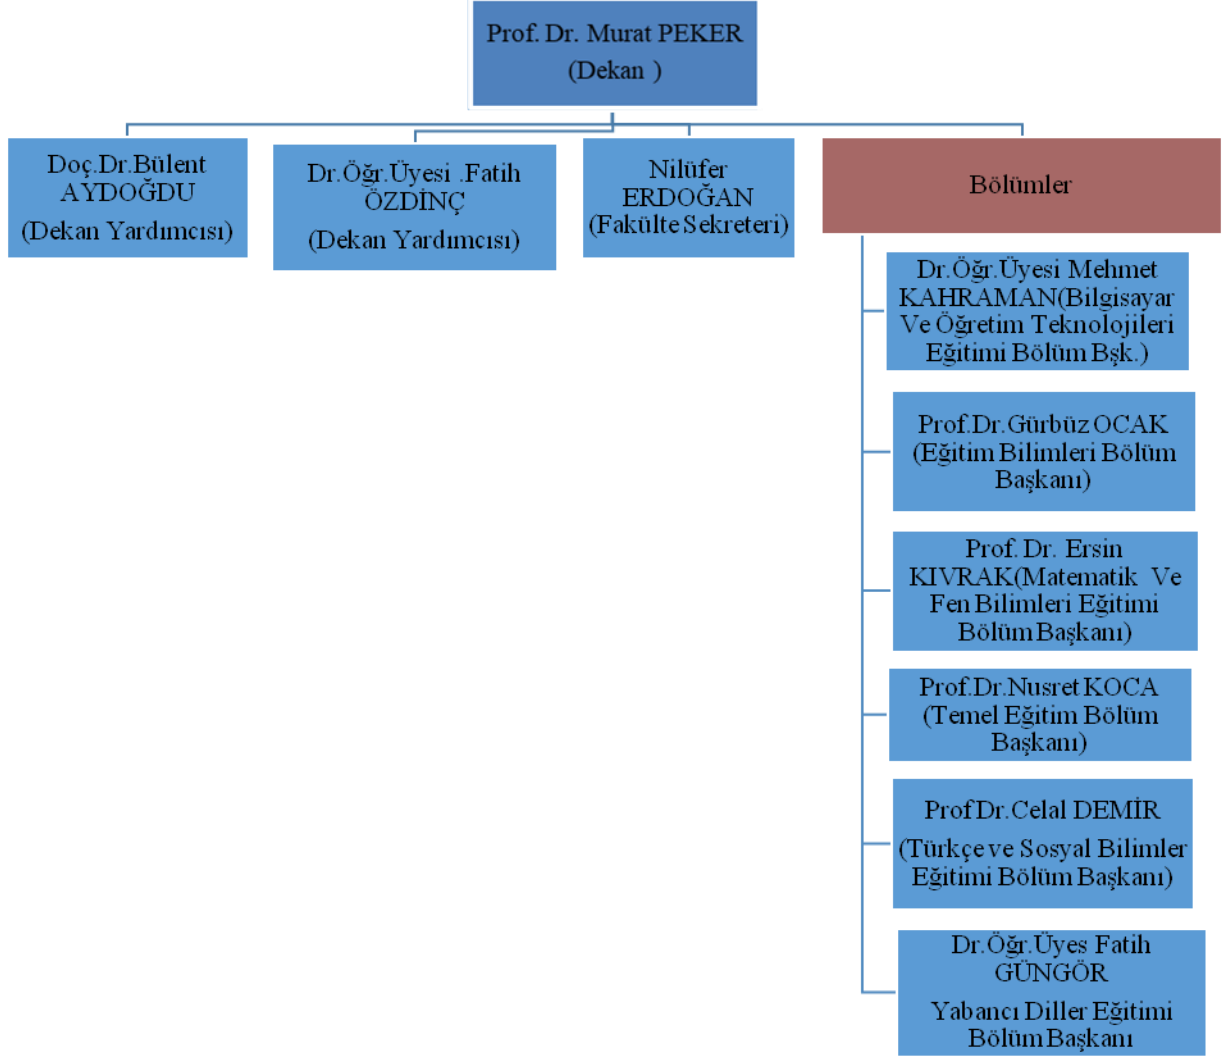 Prof. Dr. Murat PEKER
(Dekan )
Doç.Dr.Bülent
AYDOĞDU
(Dekan Yardımcısı)
Dr.Öğr.Üyesi .Fatih
ÖZDİNÇ
(Dekan Yardımcısı)
Nilüfer
ERDOĞAN
(Fakülte Sekreteri)
Bölümler
Dr.Öğr.Üyesi Mehmet
KAHRAMAN(Bilgisayar
Ve Öğretim Teknolojileri
Eğitimi Bölüm Bşk.)
Prof.Dr.Gürbüz OCAK
(Eğitim Bilimleri Bölüm
Başkanı)
Prof. Dr. Ersin
KIVRAK(Matematik Ve
Fen Bilimleri Eğitimi
Bölüm Başkanı)
Prof.Dr.Nusret KOCA
(Temel Eğitim Bölüm
Başkanı)
Prof Dr.Celal DEMİR
(Türkçe ve Sosyal Bilimler
Eğitimi Bölüm Başkanı)
Dr.Öğr.Üyes Fatih
GÜNGÖR
Yabancı Diller Eğitimi
Bölüm Başkanı